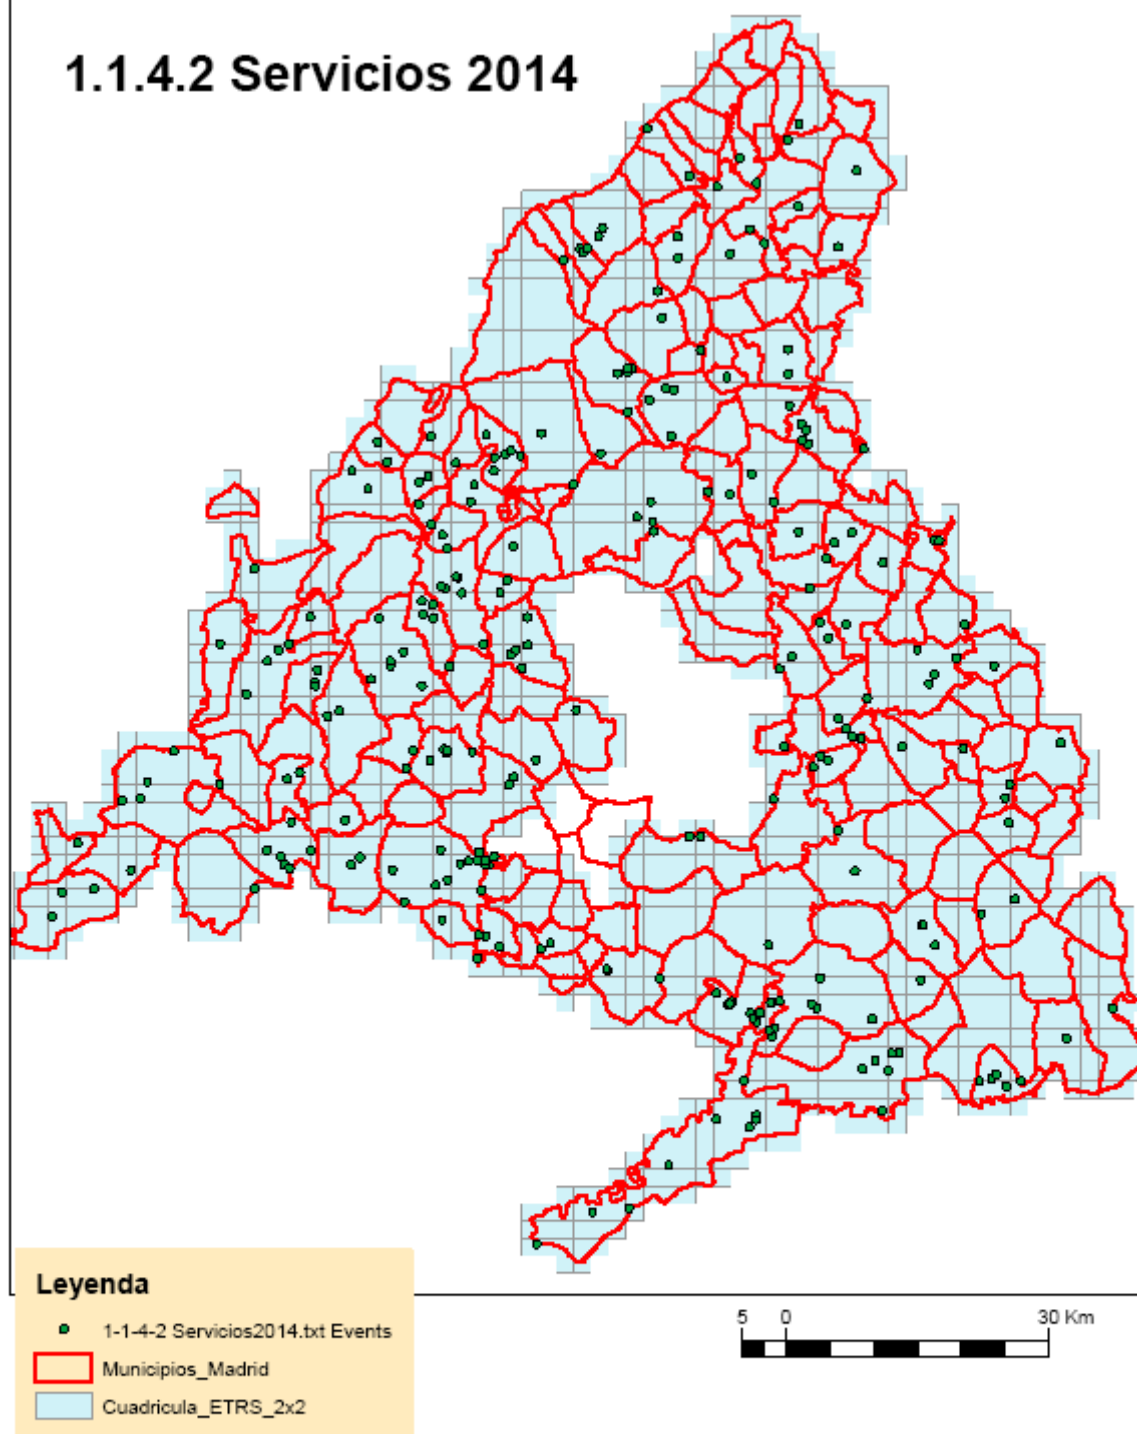 1.1.4.2 Servicios 2014
Leyenda
1-1-4-2 Servicios2014.txt Events
Municipios_Madrid
Cuadricula_ETRS_2x2
5 0 30 Km